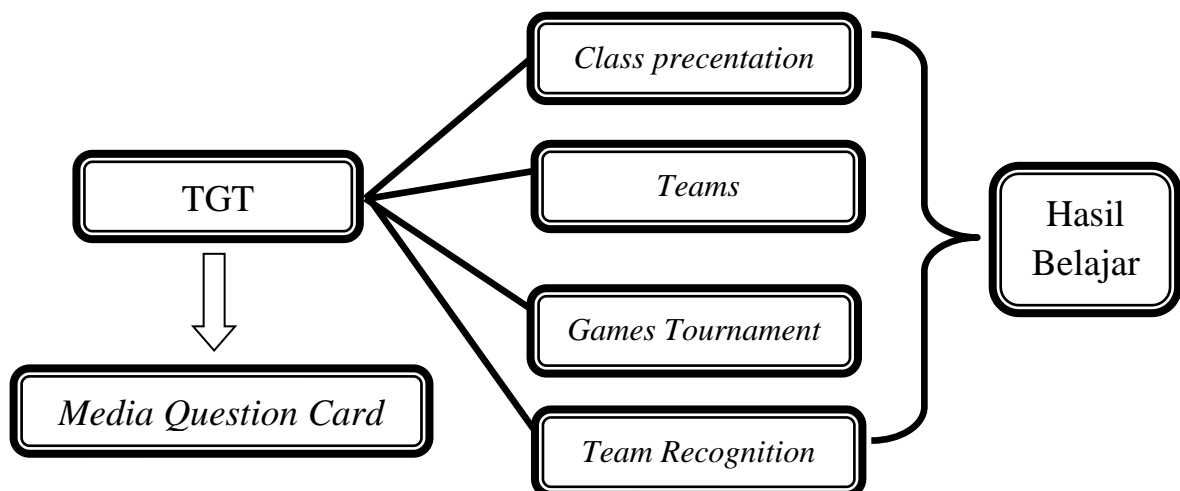 Class precentation
TGT
Teams
Hasil
Belajar
Games Tournament
Media Question Card
Team Recognition